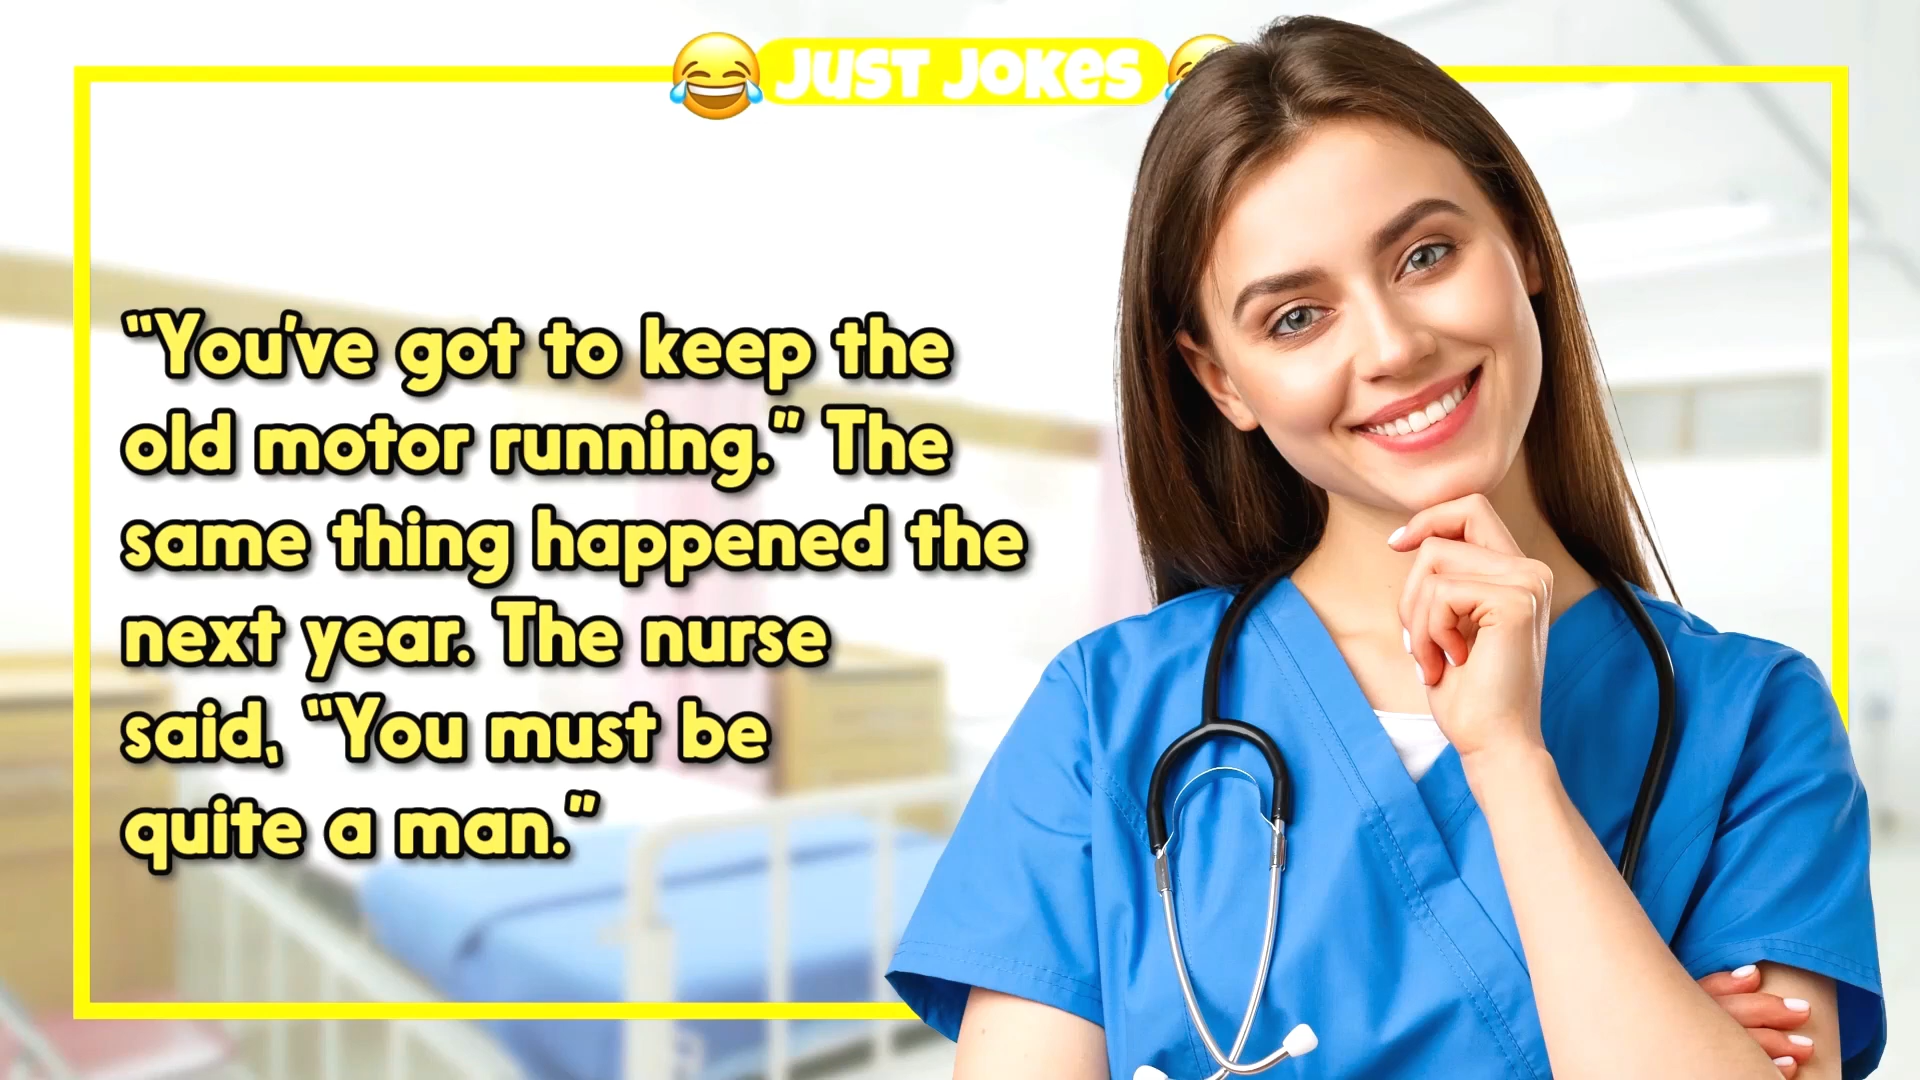 JUST JOKES
"You've got to keep the
old motor running." The
same thing happened the
next year. The nurse
said, "You must be
quite a man."